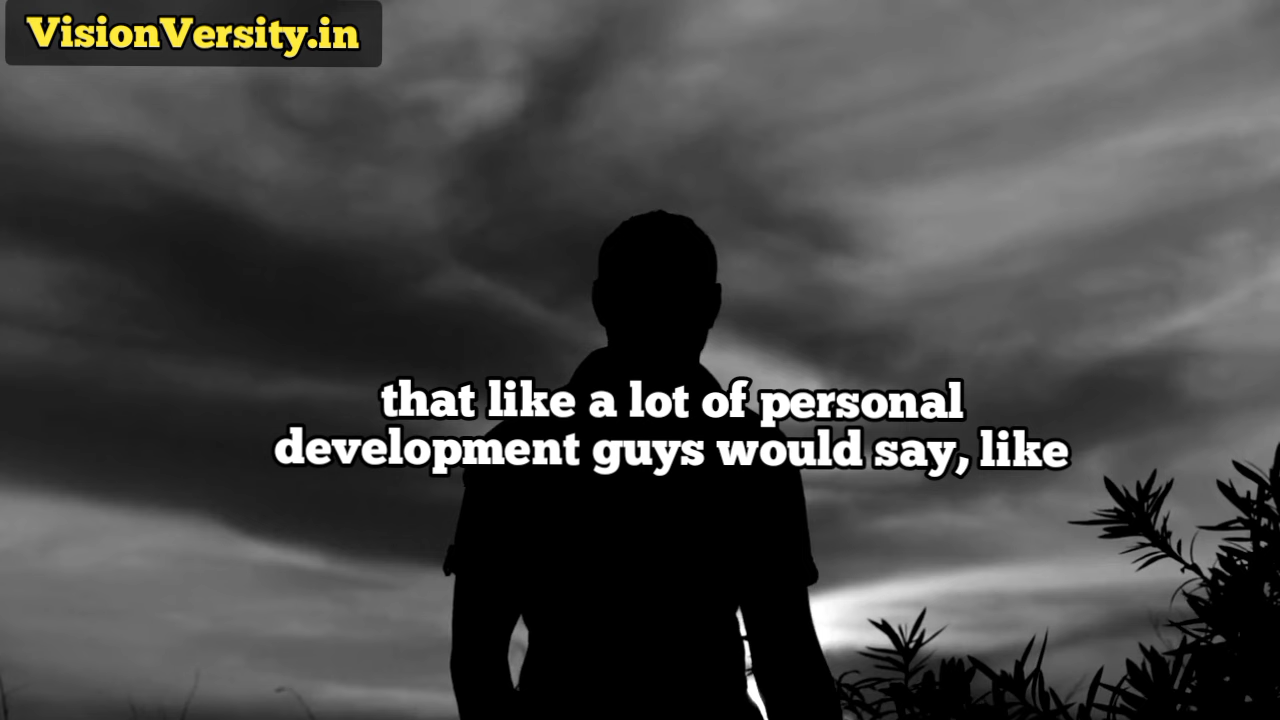 VisionVersity.in
that like a lot of personal
development guys would say, like